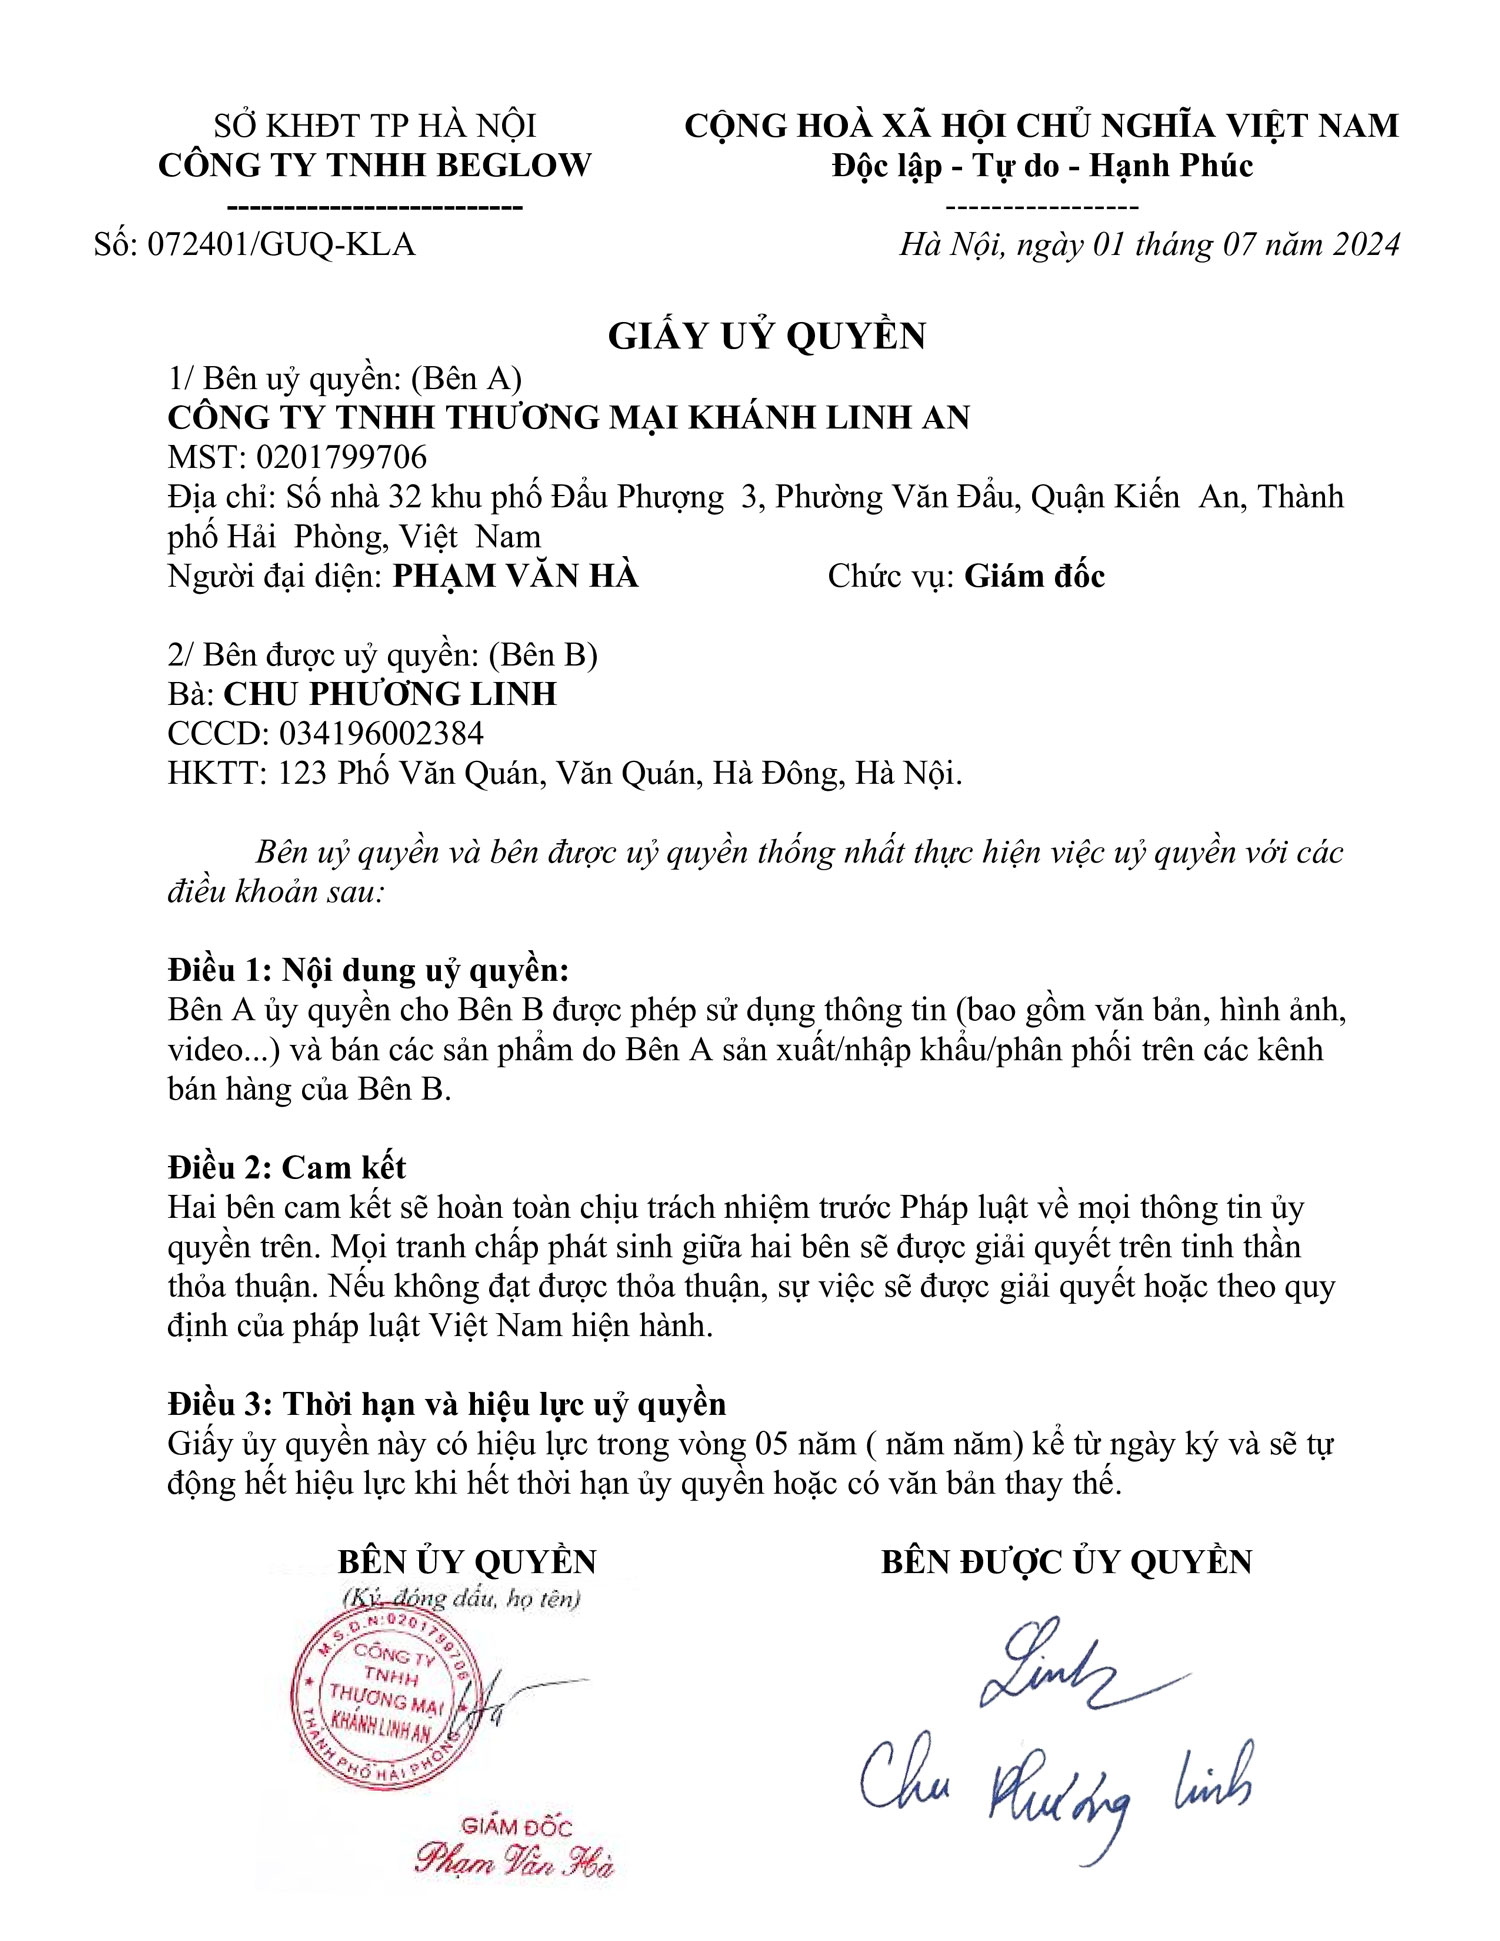 SỞ KHĐT TP HÀ NỘI
CÔNG TY TNHH BEGLOW
--------------------------
Số: 072401/GUQ-KLA
CỘNG HOÀ XÃ HỘI CHỦ NGHĨA VIỆT NAM
Độc lập - Tự do - Hạnh Phúc
-----------------
Hà Nội, ngày 01 tháng 07 năm 2024
GIẤY UỶ QUYỀN
1/ Bên uỷ quyền: (Bên A)
CÔNG TY TNHH THƯƠNG MẠI KHÁNH LINH AN
MST: 0201799706
Địa chỉ: Số nhà 32 khu phố Đẩu Phượng 3, Phường Văn Đẩu, Quận Kiến An, Thành
phố Hải Phòng, Việt Nam
Người đại diện: PHẠM VĂN HÀ Chức vụ: Giám đốc
2/ Bên được uỷ quyền: (Bên B)
Bà: CHU PHƯƠNG LINH
CCCD: 034196002384
HKTT: 123 Phố Văn Quán, Văn Quán, Hà Đông, Hà Nội.
Bên uỷ quyền và bên được uỷ quyền thống nhất thực hiện việc uỷ quyền với các
điều khoản sau:
Điều 1: Nội dung uỷ quyền:
Bên A ủy quyền cho Bên B được phép sử dụng thông tin (bao gồm văn bản, hình ảnh,
video...) và bán các sản phẩm do Bên A sản xuất/nhập khẩu/phân phối trên các kênh
bán hàng của Bên B.
Điều 2: Cam kết
Hai bên cam kết sẽ hoàn toàn chịu trách nhiệm trước Pháp luật về mọi thông tin ủy
quyền trên. Mọi tranh chấp phát sinh giữa hai bên sẽ được giải quyết trên tinh thần
thỏa thuận. Nếu không đạt được thỏa thuận, sự việc sẽ được giải quyết hoặc theo quy
định của pháp luật Việt Nam hiện hành.
Điều 3: Thời hạn và hiệu lực uỷ quyền
Giấy ủy quyền này có hiệu lực trong vòng 05 năm ( năm năm) kể từ ngày ký và sẽ tự
động hết hiệu lực khi hết thời hạn ủy quyền hoặc có văn bản thay thế.
BÊN ỦY QUYỀN
(Ký, đóng dấu, họ tên)
M.S.D.N:0201799706
CÔNG TY
TNHH
THƯƠNG MẠI
KHÁNH LINH AN
THÀNH PHỐ HẢI PHÒNG
Hà
GIÁM ĐỐC
Phạm Văn Hà
BÊN ĐƯỢC ỦY QUYỀN
Linh
Chu Phương Linh